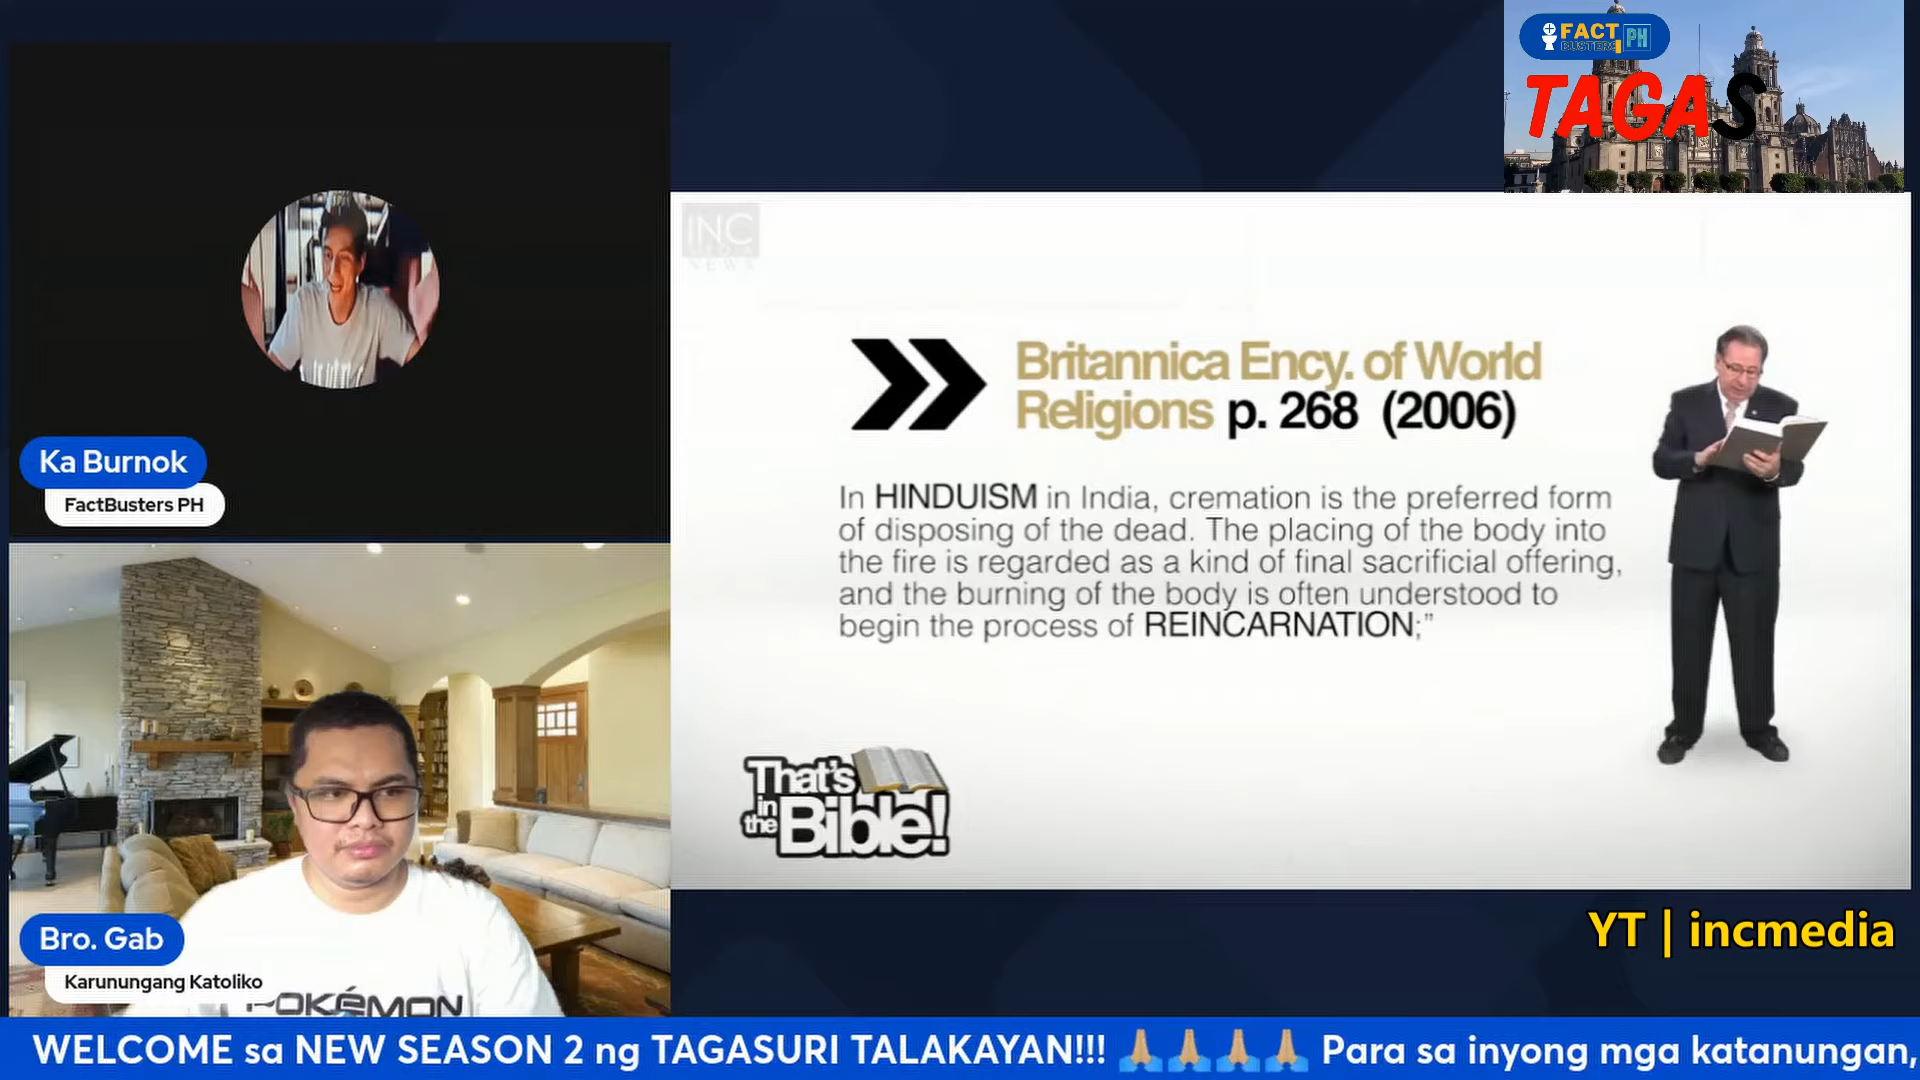 FACT
BUSTERS PH
TAGAS
INC
NEWS
Britannica Ency. of World
Religions p. 268 (2006)
In HINDUISM in India, cremation is the preferred form
of disposing of the dead. The placing of the body into
the fire is regarded as a kind of final sacrificial offering,
and the burning of the body is often understood to
begin the process of REINCARNATION;”
That's
in
the
Bible!
Ka Burnok
FactBusters PH
Bro. Gab
Karunungang Katoliko
POKÉMON
YT | incmedia
WELCOME sa NEW SEASON 2 ng TAGASURI TALAKAYAN!!! 🙏🙏🙏🙏 Para sa inyong mga katanungan,